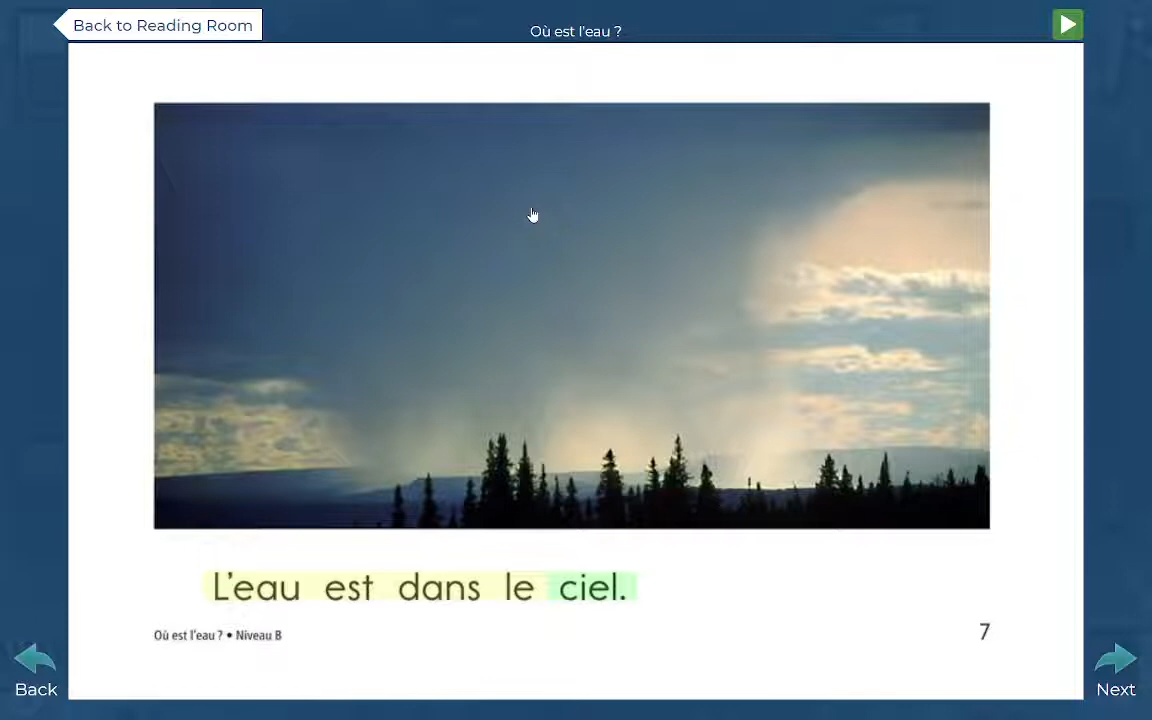 Back to Reading Room
Où est l'eau ?
L'eau est dans le ciel.
Où est l'eau ? • Niveau B
7
Back
Next